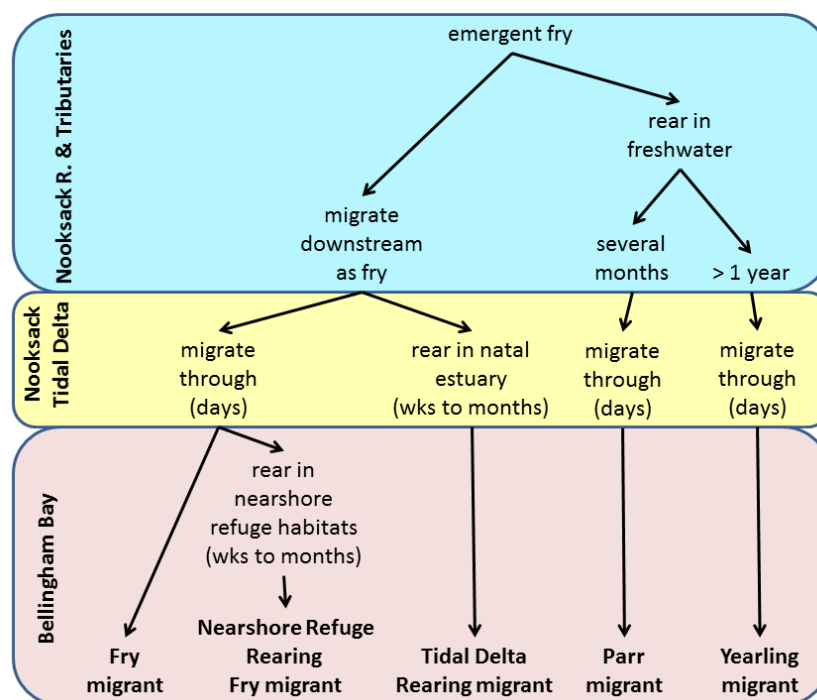 Nooksack R. & Tributaries
emergent fry
rear in
freshwater
migrate
downstream
as fry
several
months
> 1 year
Nooksack
Tidal Delta
migrate
through
(days)
rear in natal
estuary
(wks to months)
migrate
through
(days)
migrate
through
(days)
Bellingham Bay
rear in
nearshore
refuge habitats
(wks to months)
Fry
migrant
Nearshore Refuge
Rearing
Fry migrant
Tidal Delta
Rearing migrant
Parr
migrant
Yearling
migrant